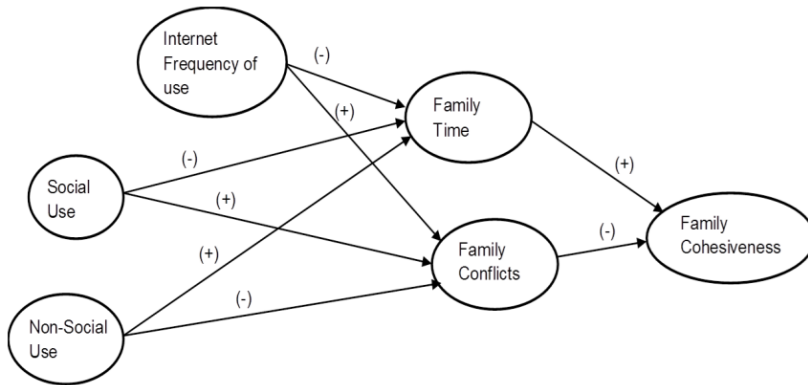 Internet
Frequency of
use
(-)
(+)
Family
Time
(-)
(+)
Social
Use
(+)
Family
Cohesiveness
(-)
Family
Conflicts
(+)
(-)
Non-Social
Use